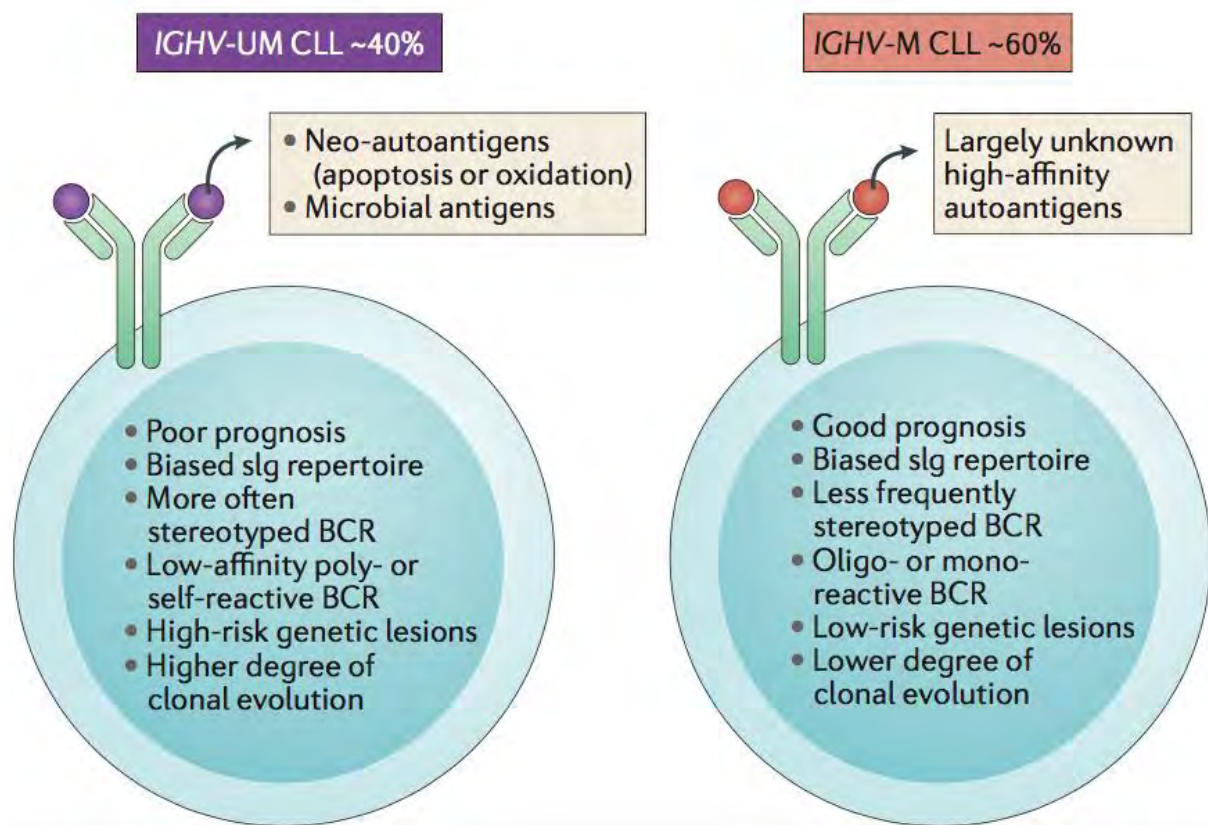 IGHV-UM CLL ~40%
• Neo-autoantigens
(apoptosis or oxidation)
• Microbial antigens
• Poor prognosis
• Biased sIg repertoire
• More often
stereotyped BCR
• Low-affinity poly- or
self-reactive BCR
• High-risk genetic lesions
• Higher degree of
clonal evolution
IGHV-M CLL ~60%
Largely unknown
high-affinity
autoantigens
• Good prognosis
• Biased sIg repertoire
• Less frequently
stereotyped BCR
• Oligo- or mono-
reactive BCR
• Low-risk genetic lesions
• Lower degree of
clonal evolution